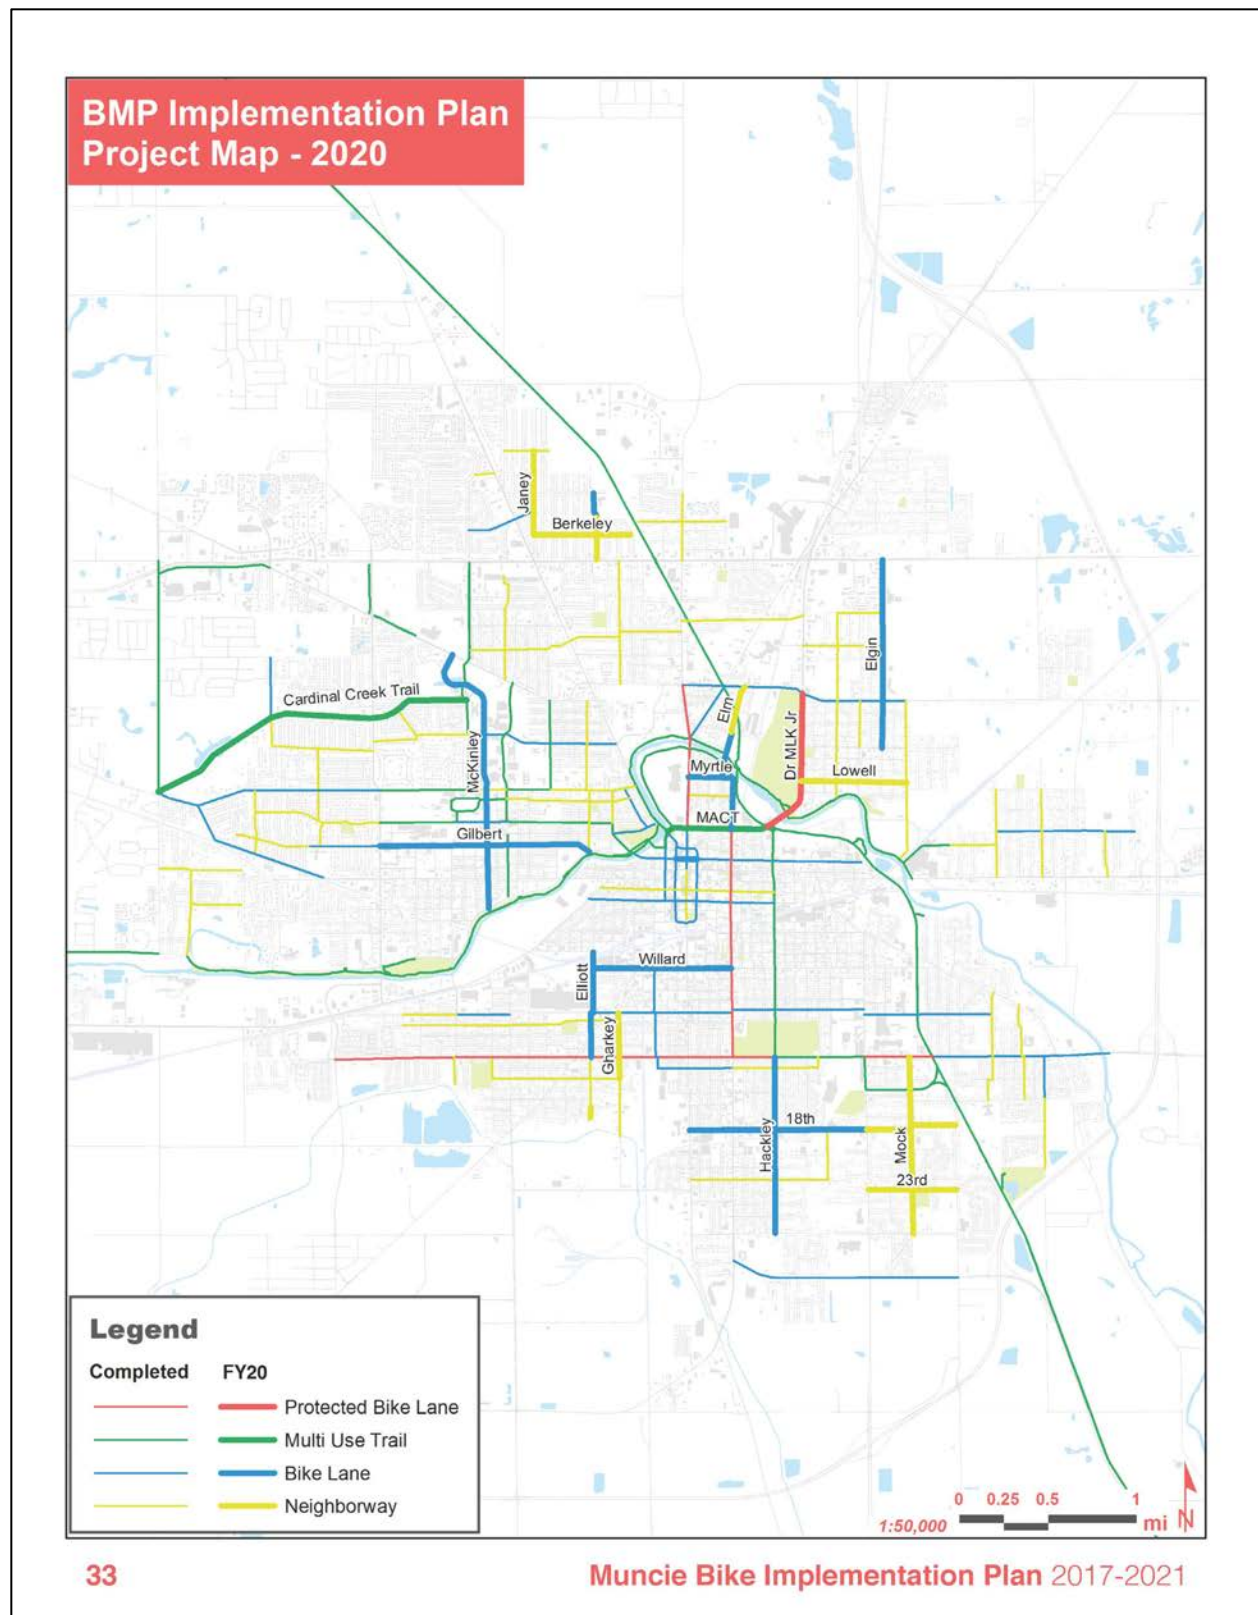 BMP Implementation Plan
Project Map - 2020
Janey
Berkeley
Elgin
Cardinal Creek Trail
Elm
Dr MLK Jr
McKinley
Myrtle
Lowell
MACT
Gilbert
Willard
Elliott
Gharkey
18th
Hackley
Mock
23rd
Legend
Completed FY20
Protected Bike Lane
Multi Use Trail
Bike Lane
Neighborway
0 0.25 0.5 1
1:50,000 mi N
33 Muncie Bike Implementation Plan 2017-2021